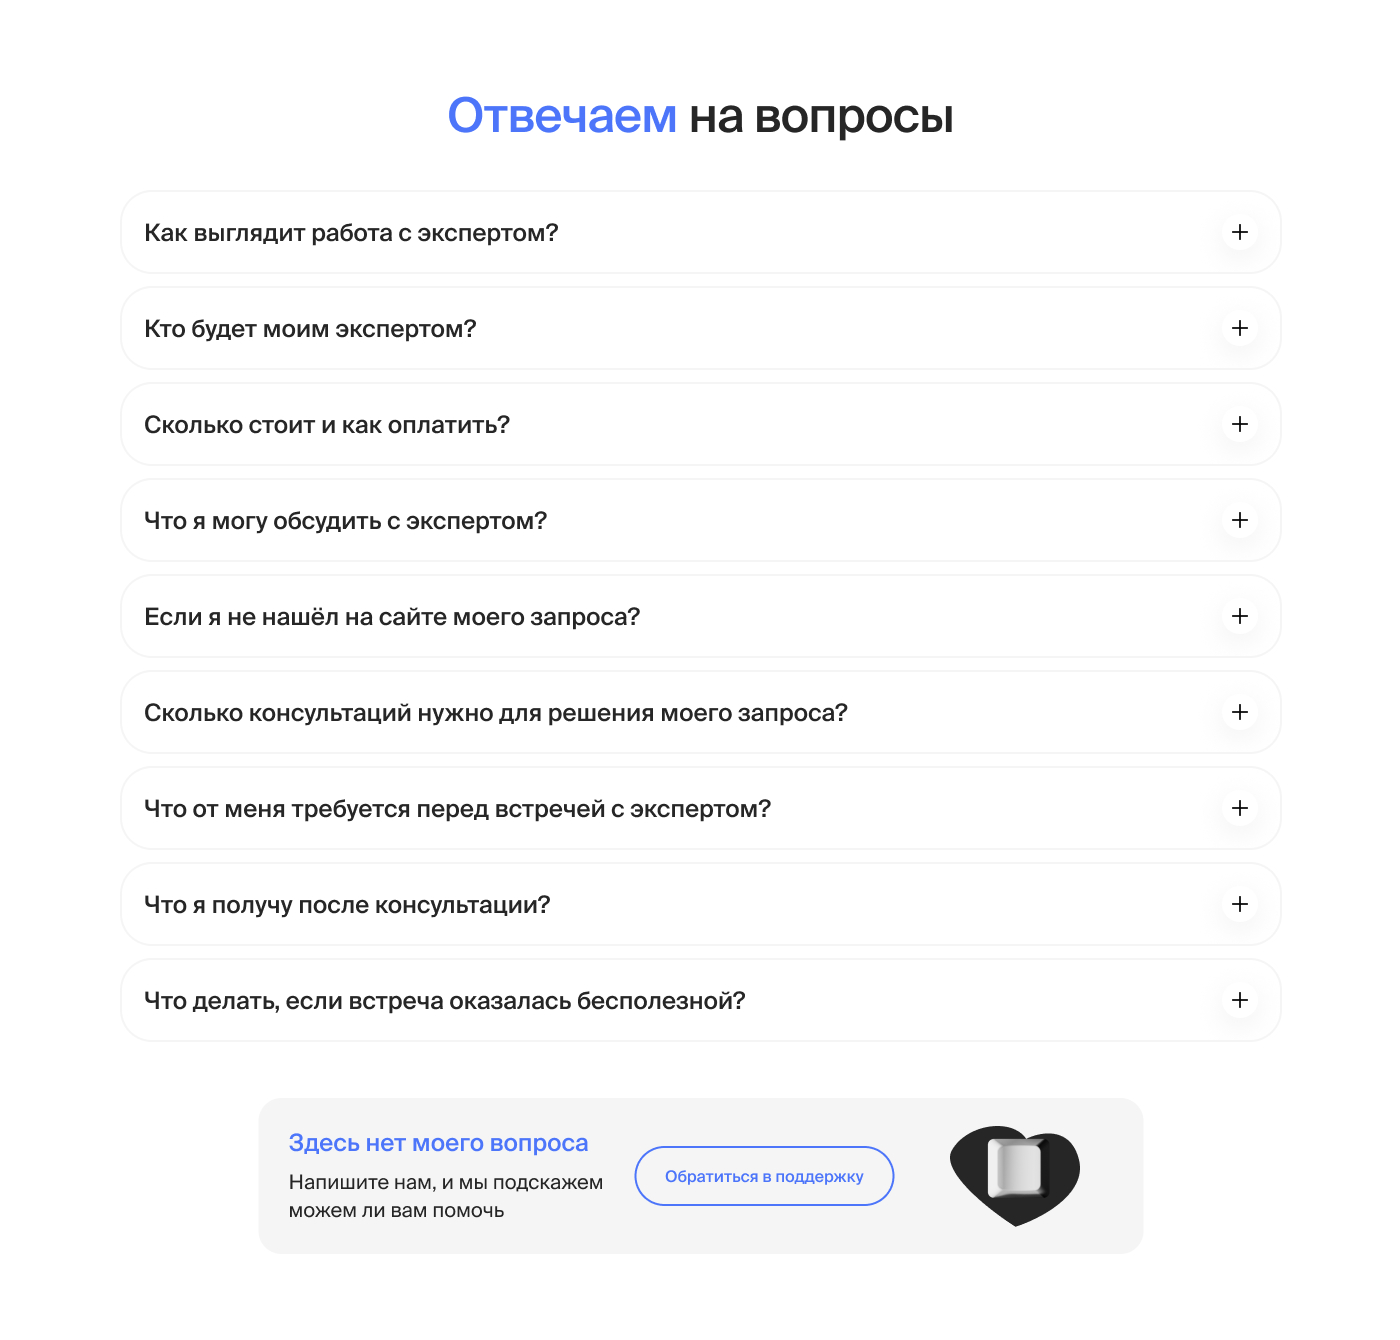 Отвечаем на вопросы
Как выглядит работа с экспертом?
Кто будет моим экспертом?
Сколько стоит и как оплатить?
Что я могу обсудить с экспертом?
Если я не нашёл на сайте моего запроса?
Сколько консультаций нужно для решения моего запроса?
Что от меня требуется перед встречей с экспертом?
Что я получу после консультации?
Что делать, если встреча оказалась бесполезной?
Здесь нет моего вопроса
Напишите нам, и мы подскажем
можем ли вам помочь
Обратиться в поддержку